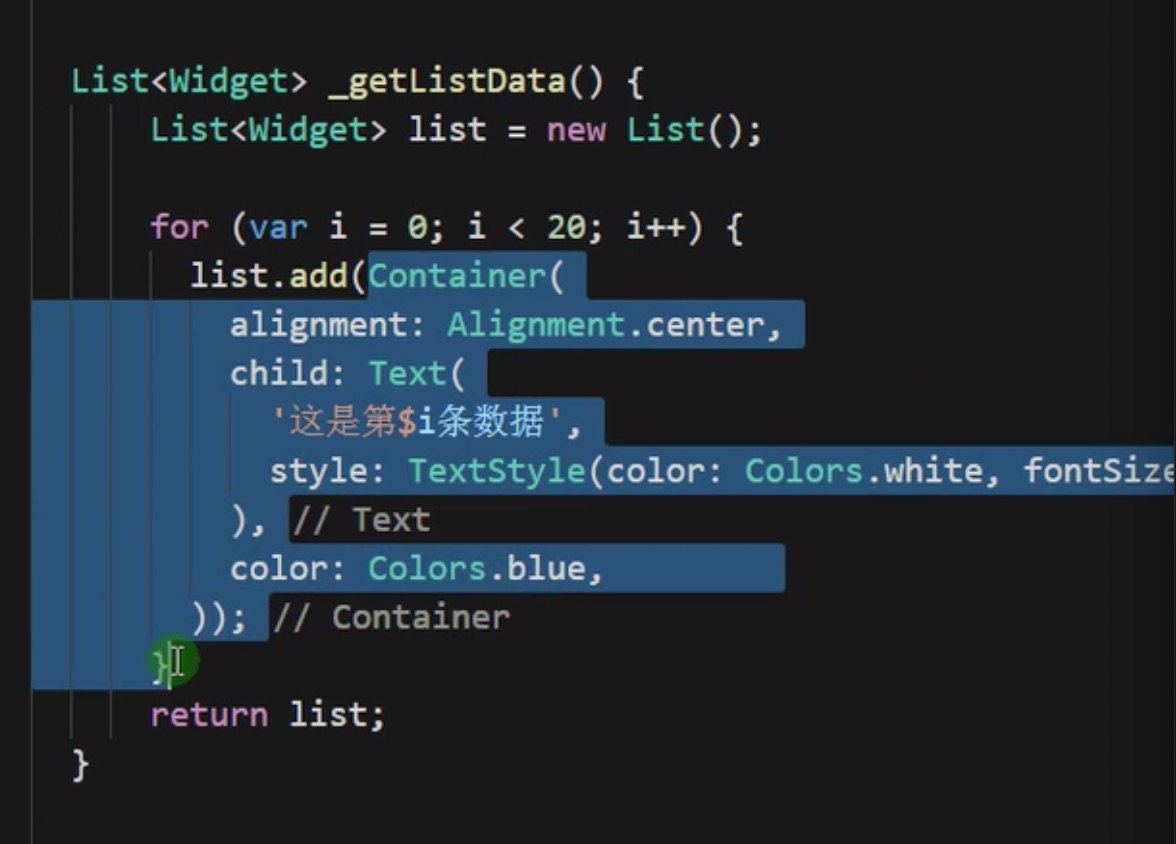 List<Widget> _getListData() {
List<Widget> list = new List();
for (var i = 0; i < 20; i++) {
list.add(Container(
alignment: Alignment.center,
child: Text(
'这是第$i条数据',
style: TextStyle(color: Colors.white, fontSize
), // Text
color: Colors.blue,
)); // Container
}
return list;
}